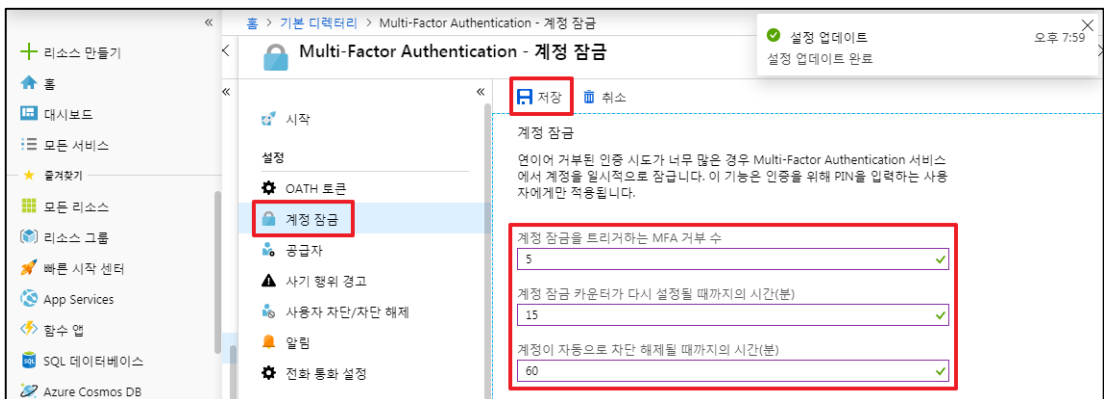 홈 > 기본 디렉터리 > Multi-Factor Authentication - 계정 잠금
Multi-Factor Authentication - 계정 잠금
설정 업데이트
오후 7:59
설정 업데이트 완료
리소스 만들기
홈
대시보드
모든 서비스
즐겨찾기
모든 리소스
리소스 그룹
빠른 시작 센터
App Services
함수 앱
SQL 데이터베이스
Azure Cosmos DB
시작
설정
OATH 토큰
계정 잠금
공급자
사기 행위 경고
사용자 차단/차단 해제
알림
전화 통화 설정
저장
취소
계정 잠금
연이어 거부된 인증 시도가 너무 많은 경우 Multi-Factor Authentication 서비스
에서 계정을 일시적으로 잠급니다. 이 기능은 인증을 위해 PIN을 입력하는 사용
자에게만 적용됩니다.
계정 잠금을 트리거하는 MFA 거부 수
5
계정 잠금 카운터가 다시 설정될 때까지의 시간(분)
15
계정이 자동으로 차단 해제될 때까지의 시간(분)
60